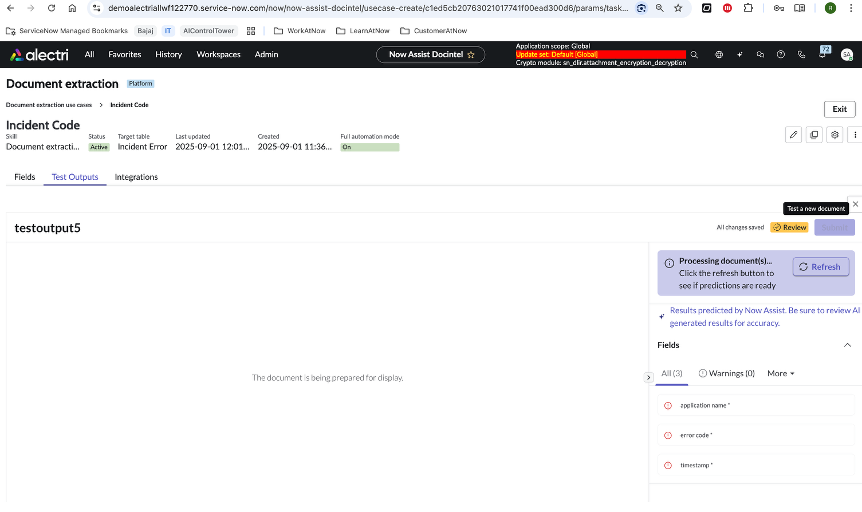 demoalectriallwf122770.service-now.com/now/now-assist-docintel/usecase-create/c1ed5cb20763021017741f00ead300d6/params/task...
ServiceNow Managed Bookmarks Bajaj IT AIControlTower WorkAtNow LearnAtNow CustomerAtNow
alectri All Favorites History Workspaces Admin
Now Assist Docintel
Application scope: Global
Update set: Default [Global]
Crypto module: sn_dlir.attachment_encryption_decryption
72
SA
Document extraction Platform
Document extraction use cases > Incident Code
Exit
Incident Code
Skill Status Target table Last updated Created Full automation mode
Document extracti... Active Incident Error 2025-09-01 12:01... 2025-09-01 11:36... On
Fields Test Outputs Integrations
Test a new document
testoutput5
All changes saved Review
Processing document(s)...
Click the refresh button to
see if predictions are ready
Refresh
Results predicted by Now Assist. Be sure to review AI
generated results for accuracy.
Fields
The document is being prepared for display.
All (3) Warnings (0) More
application name *
error code *
timestamp *